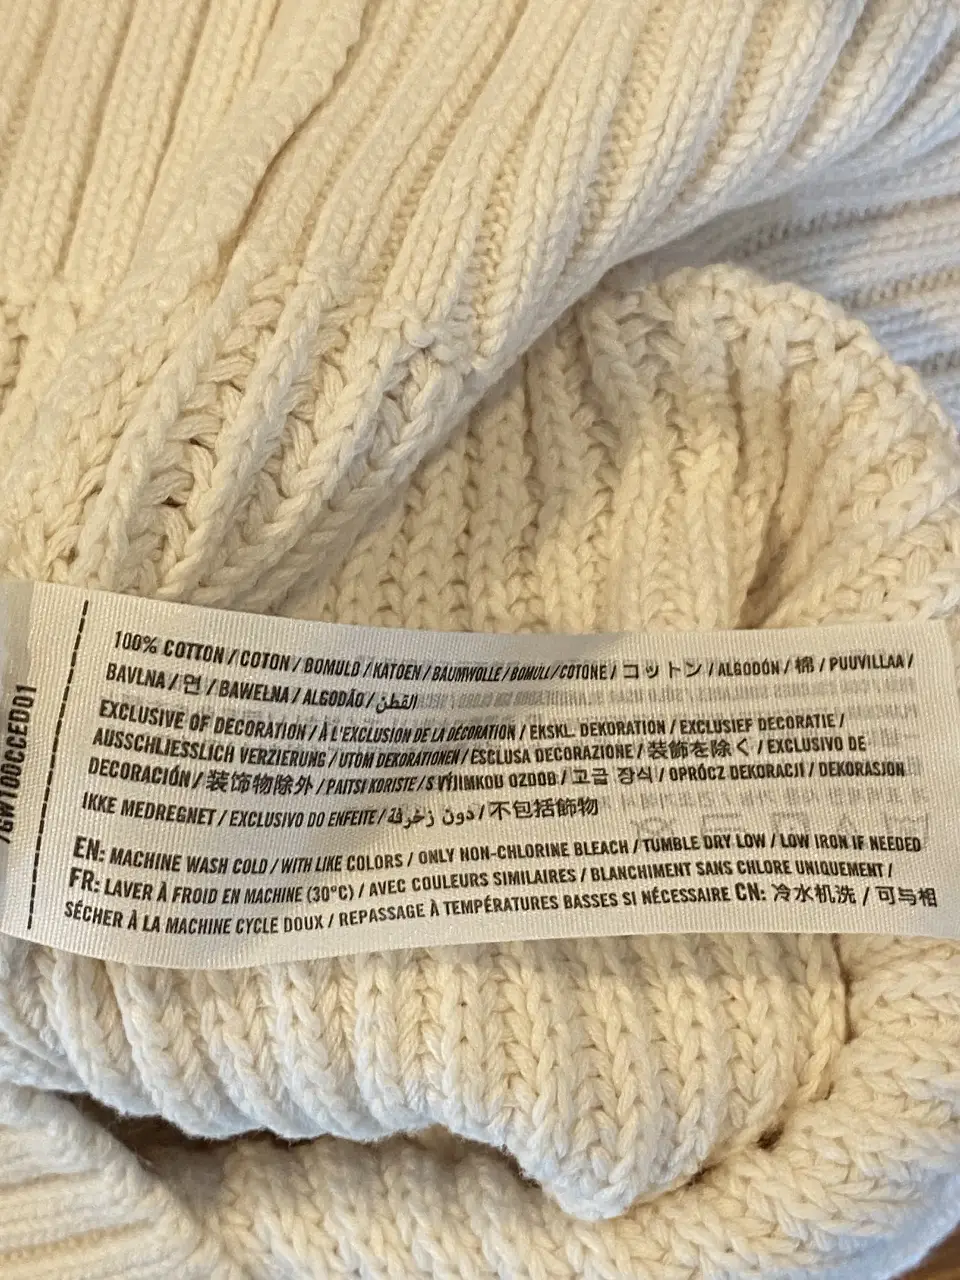 /GW100CCED01
100% COTTON / COTON / BOMULD / KATOEN / BAUMWOLLE / BOMULL / COTONE / コットン / ALGODÓN / 棉 / PUUVILLAA /
BAVLNA / 면 / BAWEŁNA / ALGODÃO / القطن
EXCLUSIVE OF DECORATION / À L'EXCLUSION DE LA DÉCORATION / EKSKL. DEKORATION / EXCLUSIEF DECORATIE /
AUSSCHLIESSLICH VERZIERUNG / UTOM DEKORATIONEN / ESCLUSA DECORAZIONE / 装飾を除く / EXCLUSIVO DE
DECORACIÓN / 装饰物除外 / PAITSI KORISTE / S VÝJIMKOU OZDOB / 고급 장식 / OPRÓCZ DEKORACJI / DEKORASJON
IKKE MEDREGNET / EXCLUSIVO DO ENFEITE / دون زخرفة / 不包括飾物
EN: MACHINE WASH COLD / WITH LIKE COLORS / ONLY NON-CHLORINE BLEACH / TUMBLE DRY LOW / LOW IRON IF NEEDED
FR: LAVER À FROID EN MACHINE (30°C) / AVEC COULEURS SIMILAIRES / BLANCHIMENT SANS CHLORE UNIQUEMENT /
SÉCHER À LA MACHINE CYCLE DOUX / REPASSAGE À TEMPÉRATURES BASSES SI NÉCESSAIRE CN: 冷水机洗 / 可与相